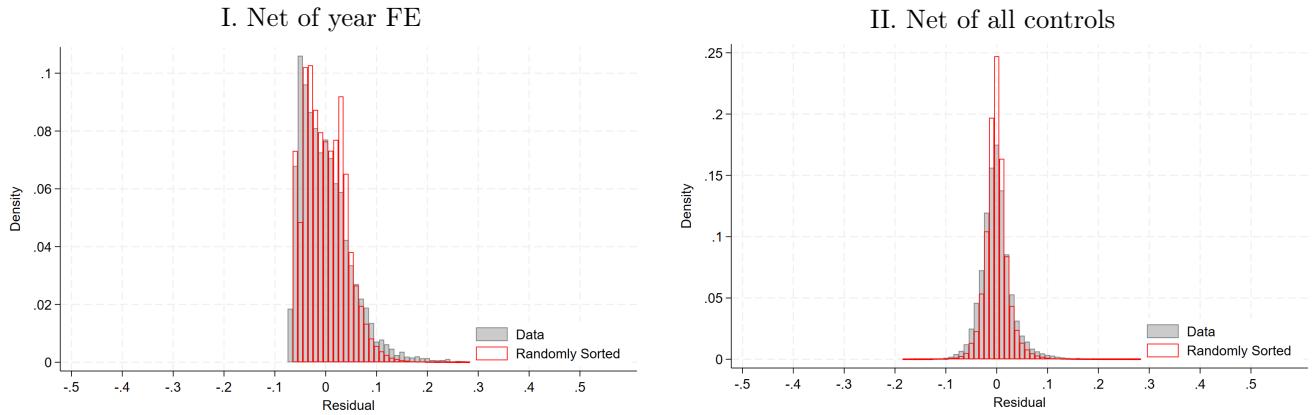 I. Net of year FE
.1
.08
.06
.04
.02
0
Density
-.5 -.4 -.3 -.2 -.1 0 .1 .2 .3 .4 .5
Residual
Data
Randomly Sorted
II. Net of all controls
.25
.2
.15
.1
.05
0
Density
-.5 -.4 -.3 -.2 -.1 0 .1 .2 .3 .4 .5
Residual
Data
Randomly Sorted